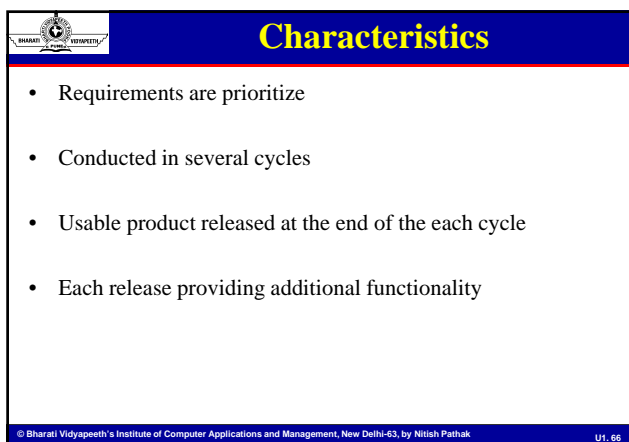 BHARATI VIDYAPEETH
PUNE
Characteristics
• Requirements are prioritize
• Conducted in several cycles
• Usable product released at the end of the each cycle
• Each release providing additional functionality
© Bharati Vidyapeeth's Institute of Computer Applications and Management, New Delhi-63, by Nitish Pathak
U1. 66